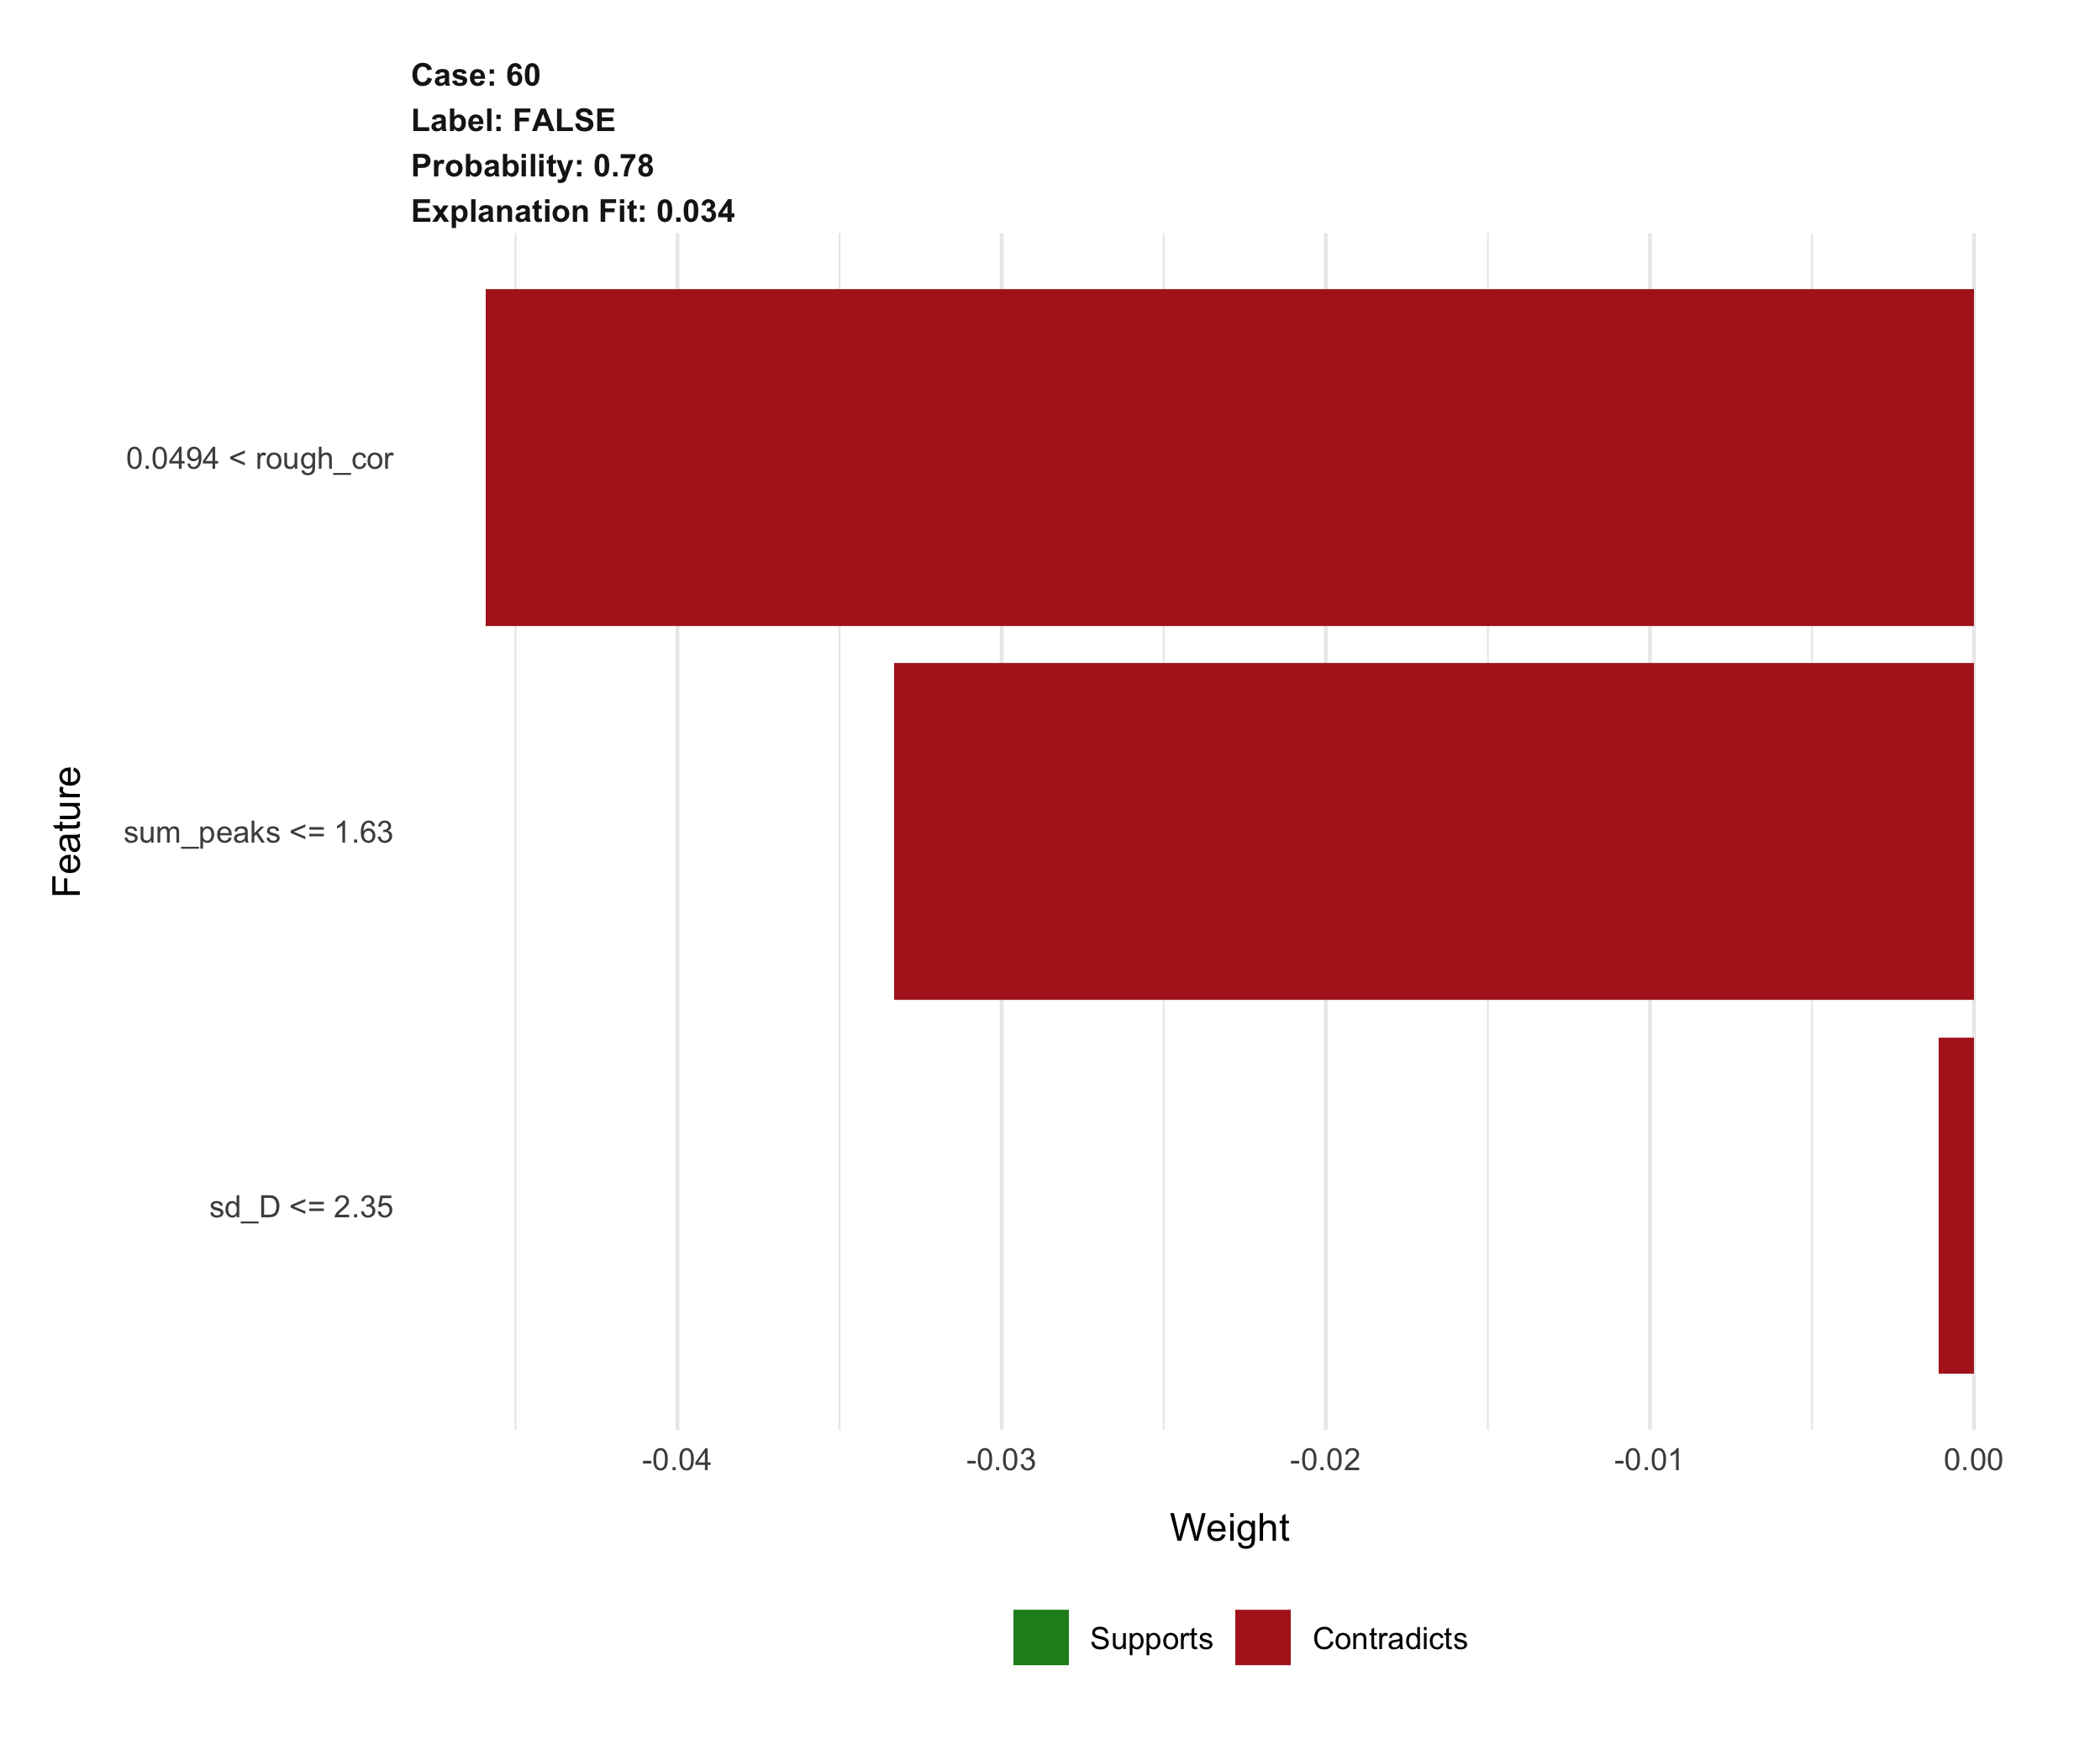 Case: 60
Label: FALSE
Probability: 0.78
Explanation Fit: 0.034
0.0494 < rough_cor
sum_peaks <= 1.63
sd_D <= 2.35
Feature
-0.04 -0.03 -0.02 -0.01 0.00
Weight
Supports Contradicts